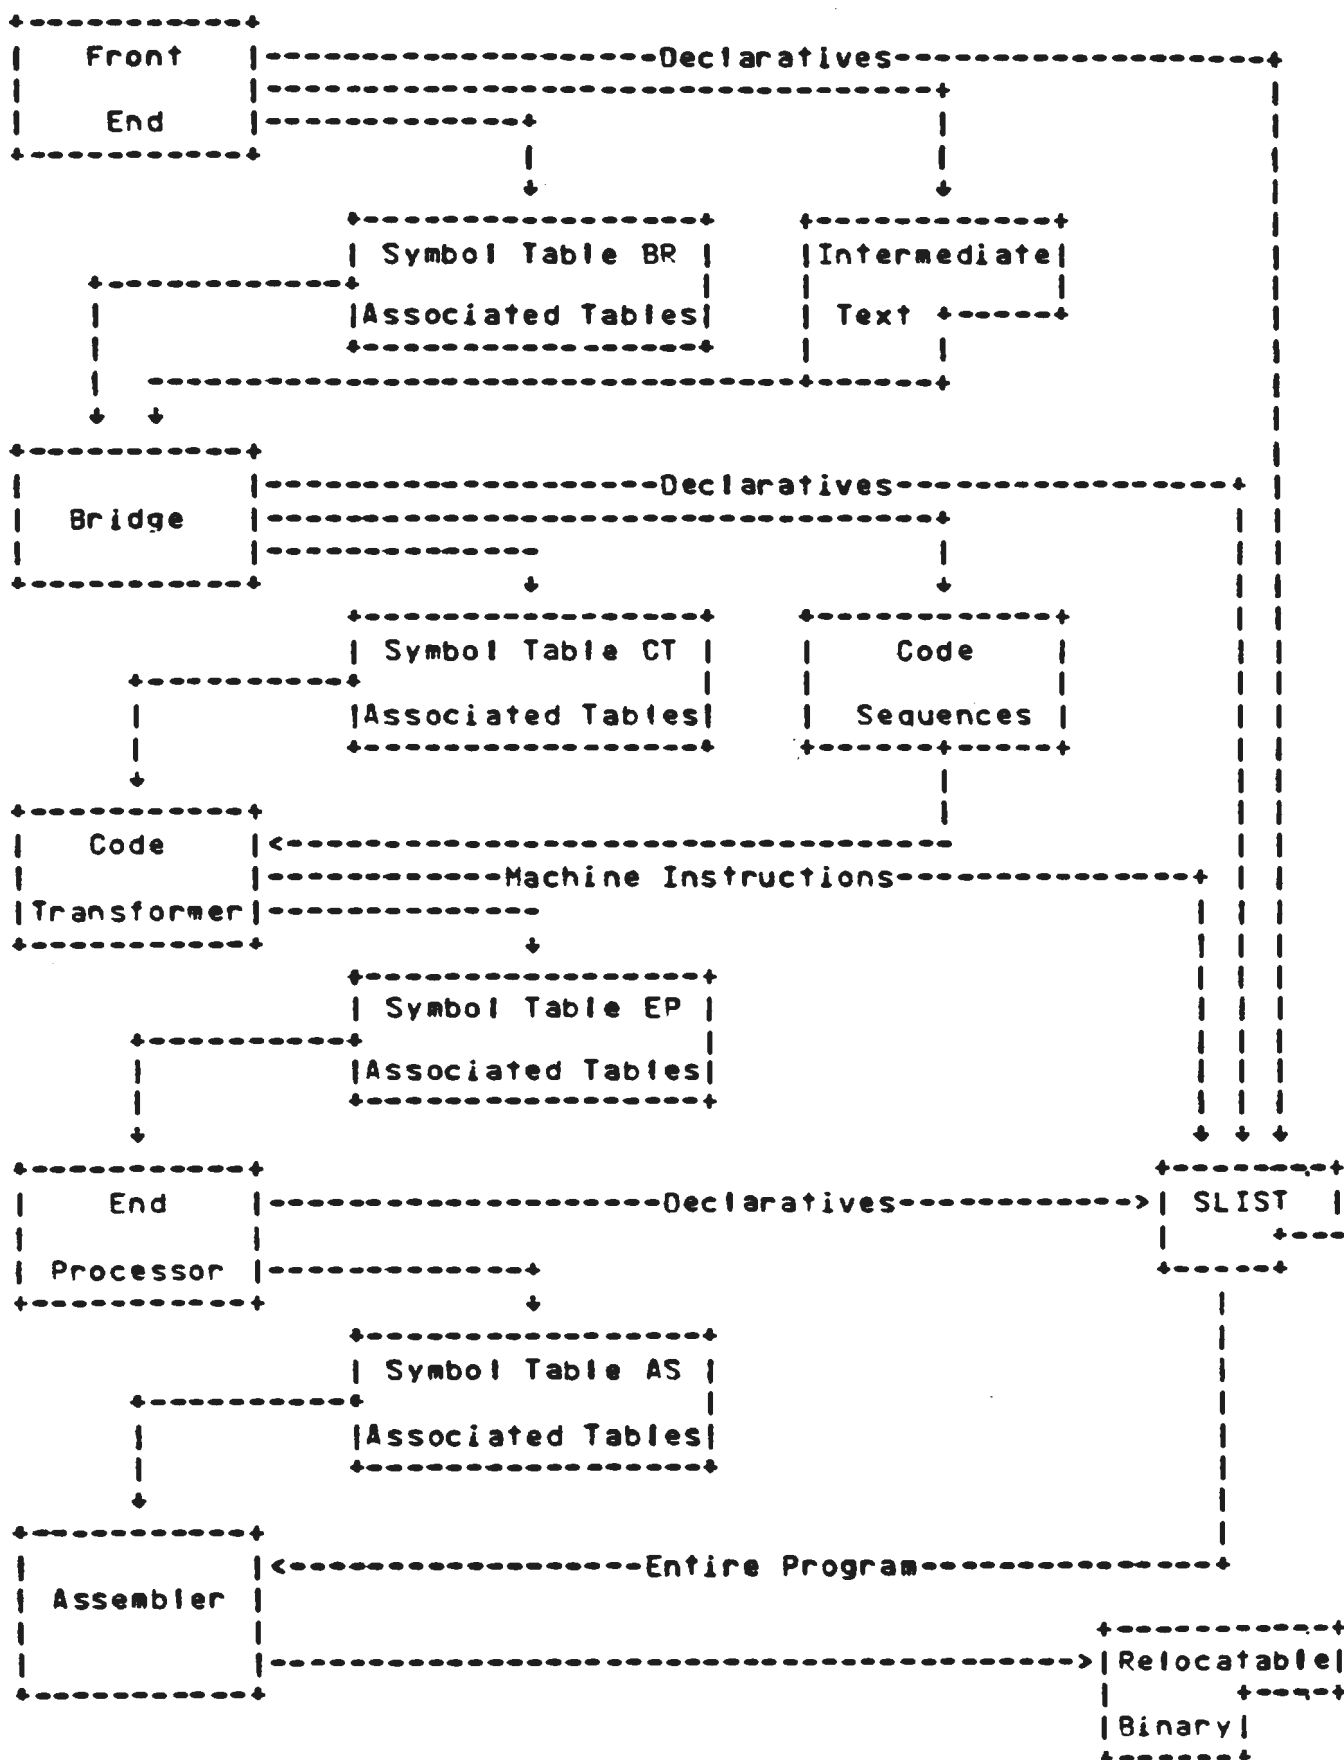 Front
Declaratives
End
Symbol Table BR
Intermediate
Associated Tables
Text
Declaratives
Bridge
Symbol Table CT
Code
Associated Tables
Sequences
Code
Machine Instructions
Transformer
Symbol Table EP
Associated Tables
End
Declaratives
SLIST
Processor
Symbol Table AS
Associated Tables
Entire Program
Assembler
Relocatable
Binary